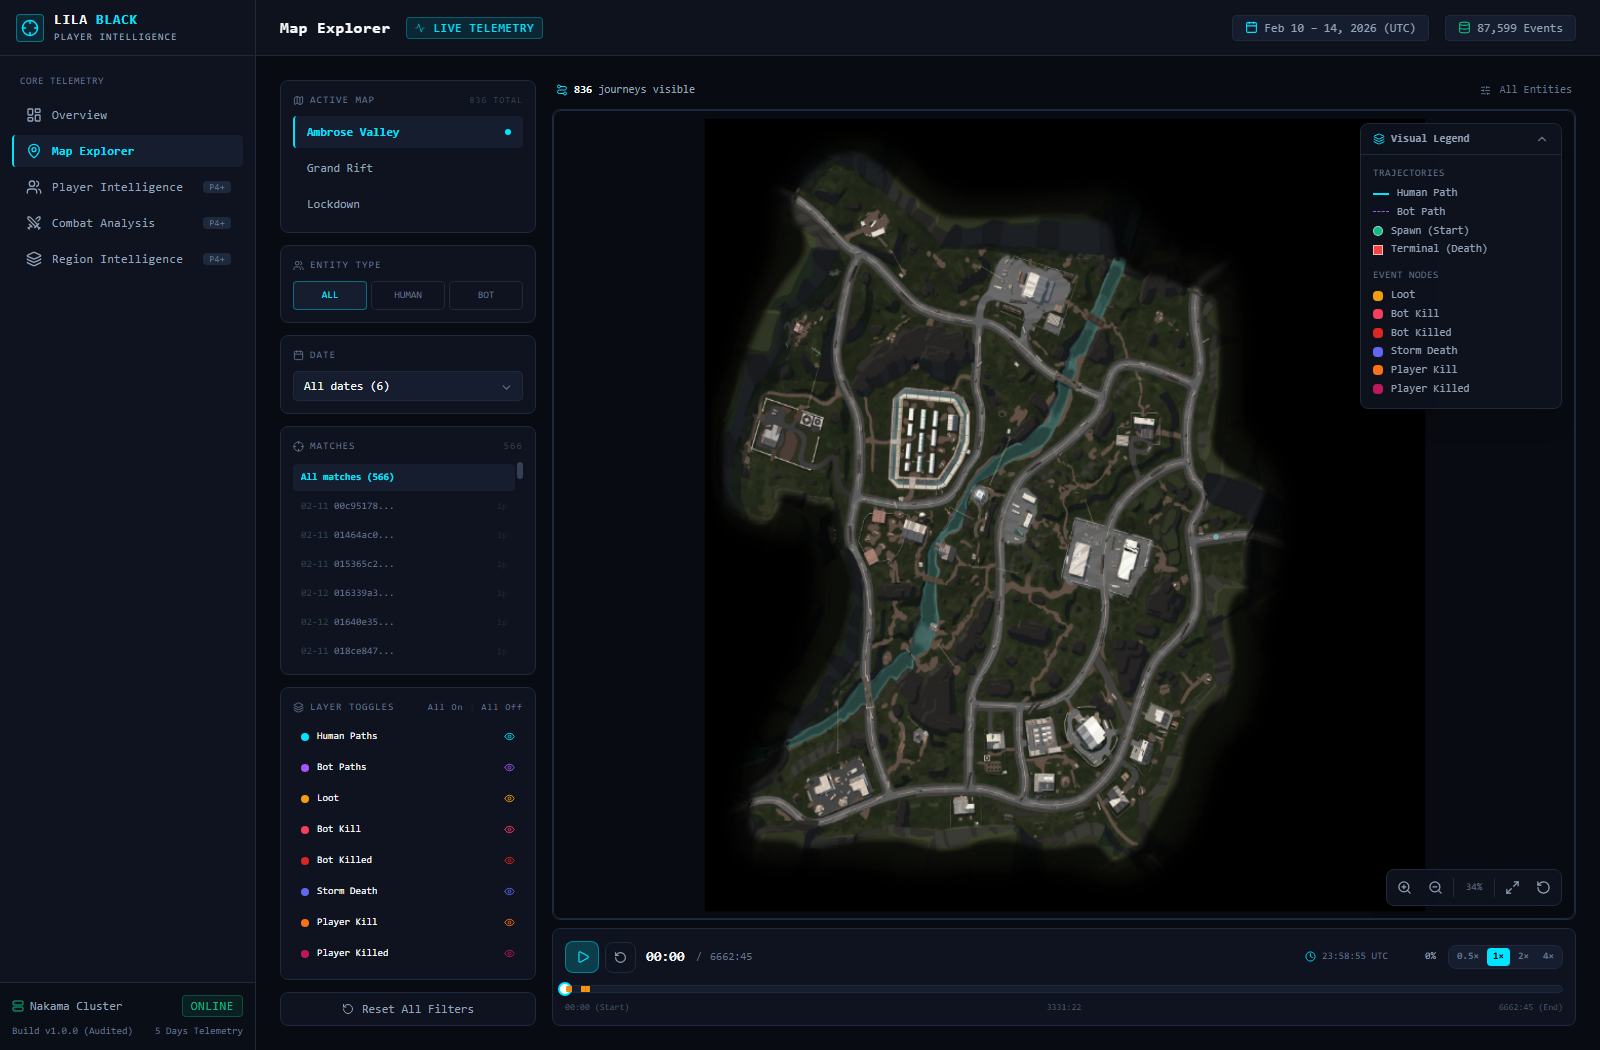 LILA BLACK
PLAYER INTELLIGENCE
Map Explorer
LIVE TELEMETRY
Feb 10 – 14, 2026 (UTC)
87,599 Events
CORE TELEMETRY
Overview
Map Explorer
Player Intelligence P4+
Combat Analysis P4+
Region Intelligence P4+
ACTIVE MAP 836 TOTAL
Ambrose Valley
Grand Rift
Lockdown
ENTITY TYPE
ALL HUMAN BOT
DATE
All dates (6)
MATCHES 566
All matches (566)
02-11 00c95178... 1p
02-11 01464ac0... 1p
02-11 015365c2... 1p
02-12 016339a3... 1p
02-12 01640e35... 1p
02-11 018ce847... 1p
LAYER TOGGLES All On All Off
Human Paths
Bot Paths
Loot
Bot Kill
Bot Killed
Storm Death
Player Kill
Player Killed
Reset All Filters
836 journeys visible
All Entities
Visual Legend
TRAJECTORIES
Human Path
Bot Path
Spawn (Start)
Terminal (Death)
EVENT NODES
Loot
Bot Kill
Bot Killed
Storm Death
Player Kill
Player Killed
34%
00:00 / 6662:45
23:58:55 UTC
0%
0.5× 1× 2× 4×
00:00 (Start) 3331:22 6662:45 (End)
Nakama Cluster ONLINE
Build v1.0.0 (Audited) 5 Days Telemetry